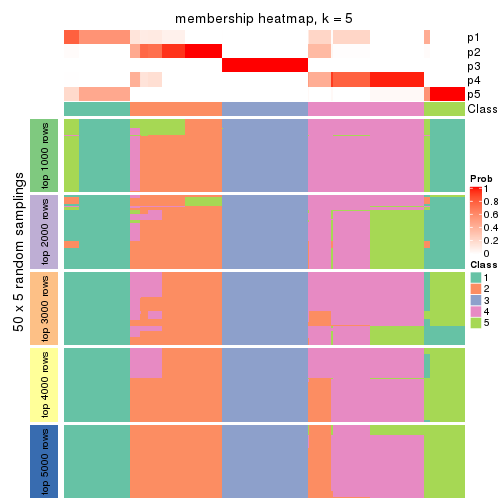 membership heatmap, k = 5
p1
p2
p3
p4
p5
Class
50 x 5 random samplings
top 1000 rows
top 2000 rows
top 3000 rows
top 4000 rows
top 5000 rows
Prob
1
0.8
0.6
0.4
0.2
0
Class
1
2
3
4
5